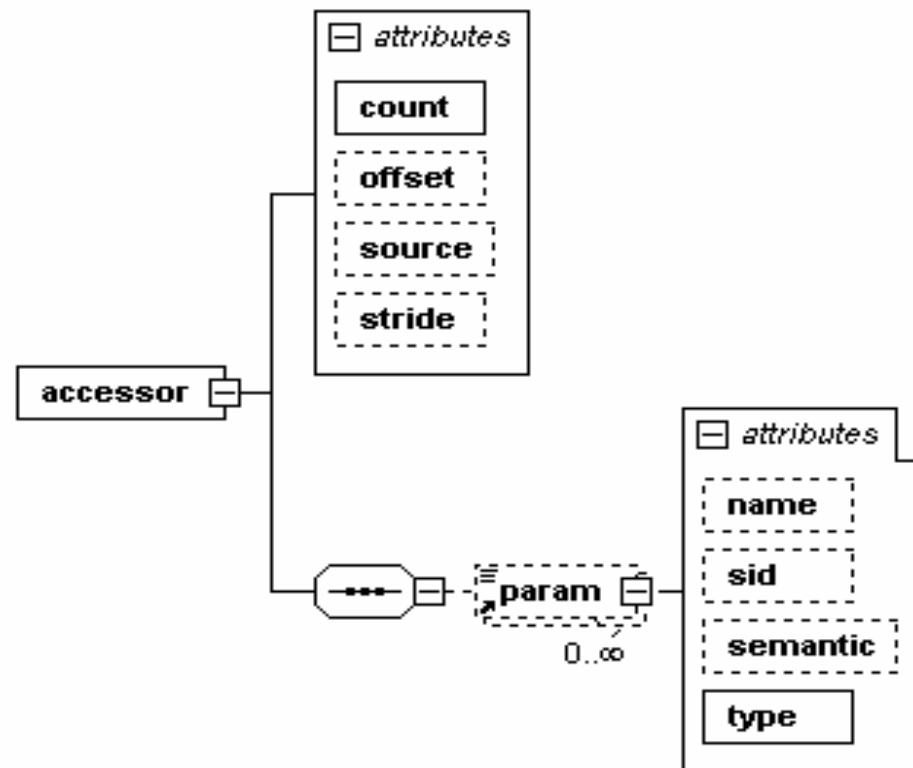 attributes
count
offset
source
stride
accessor
attributes
name
sid
semantic
type
param
0..∞